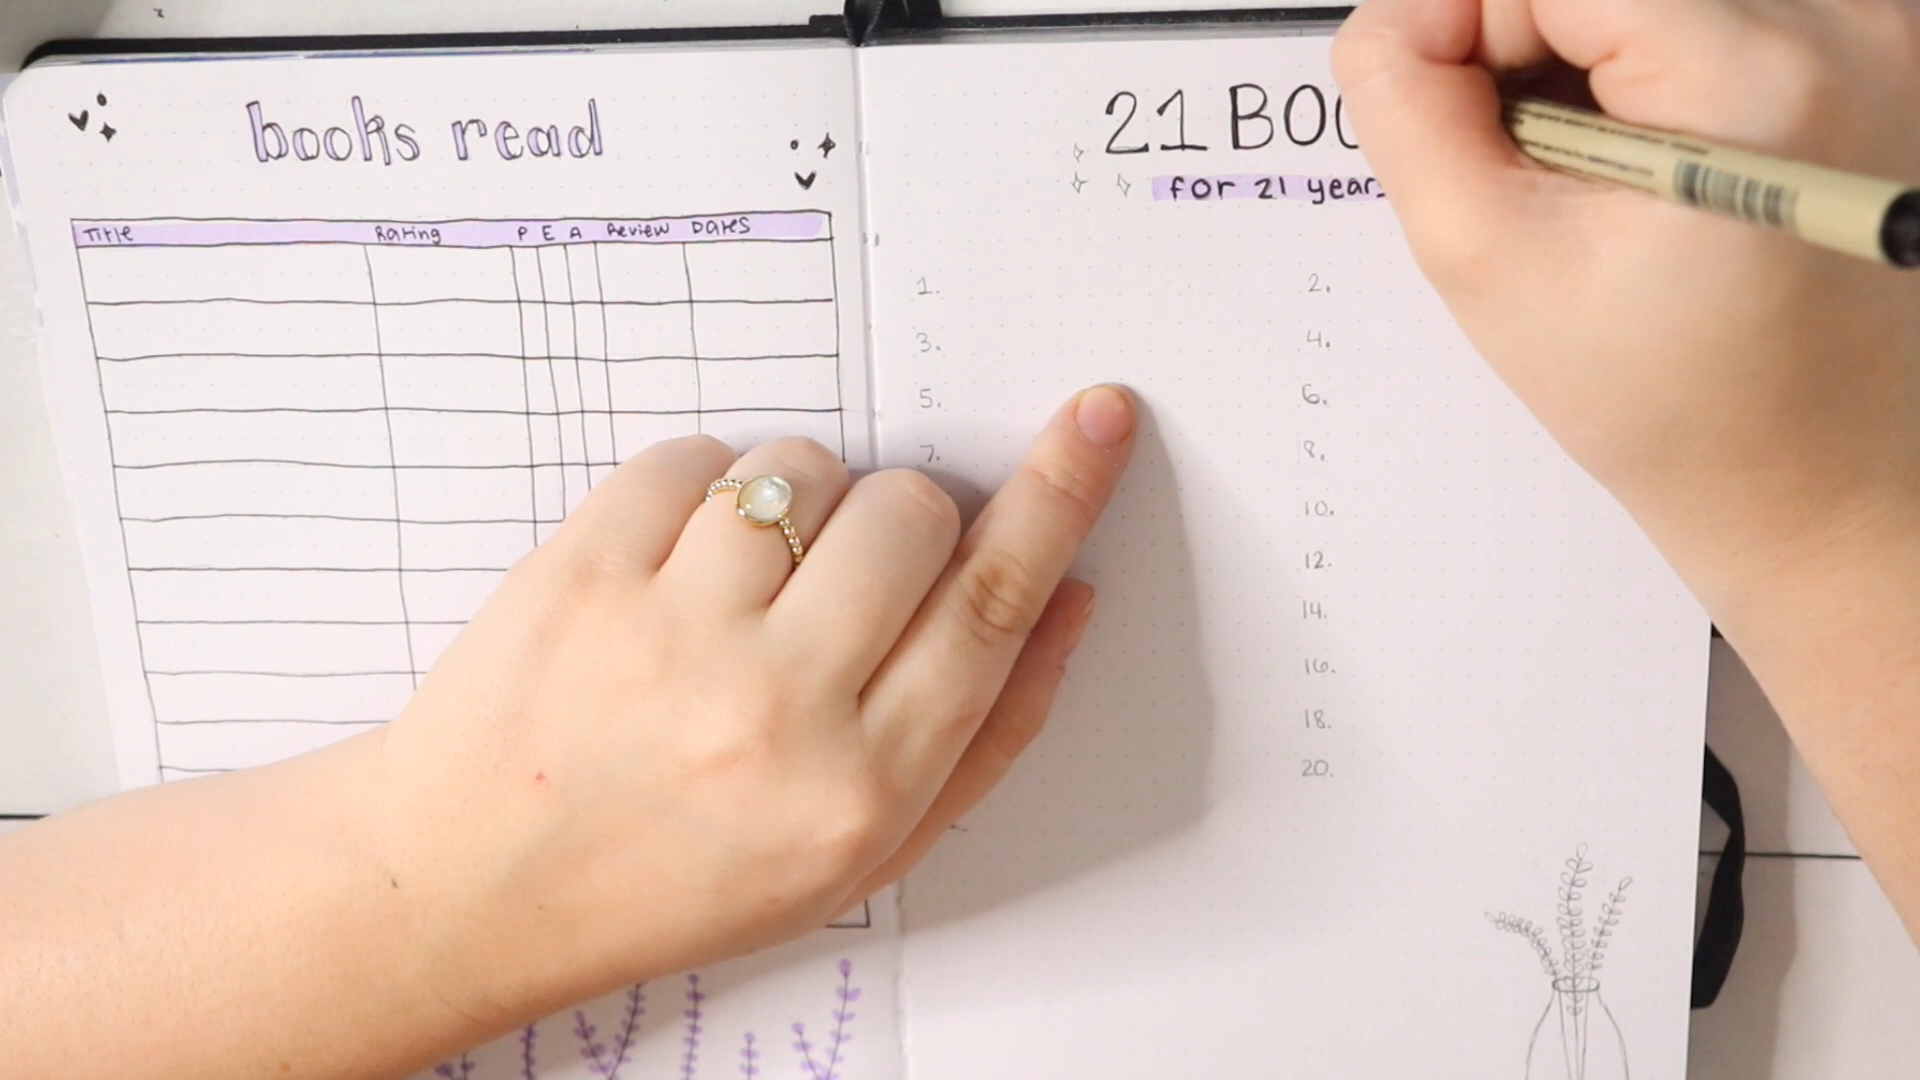 books read
Title Rating P E A Review Dates
21 BOO
for 21 years
1. 2.
3. 4.
5. 6.
7. 8.
10.
12.
14.
16.
18.
20.